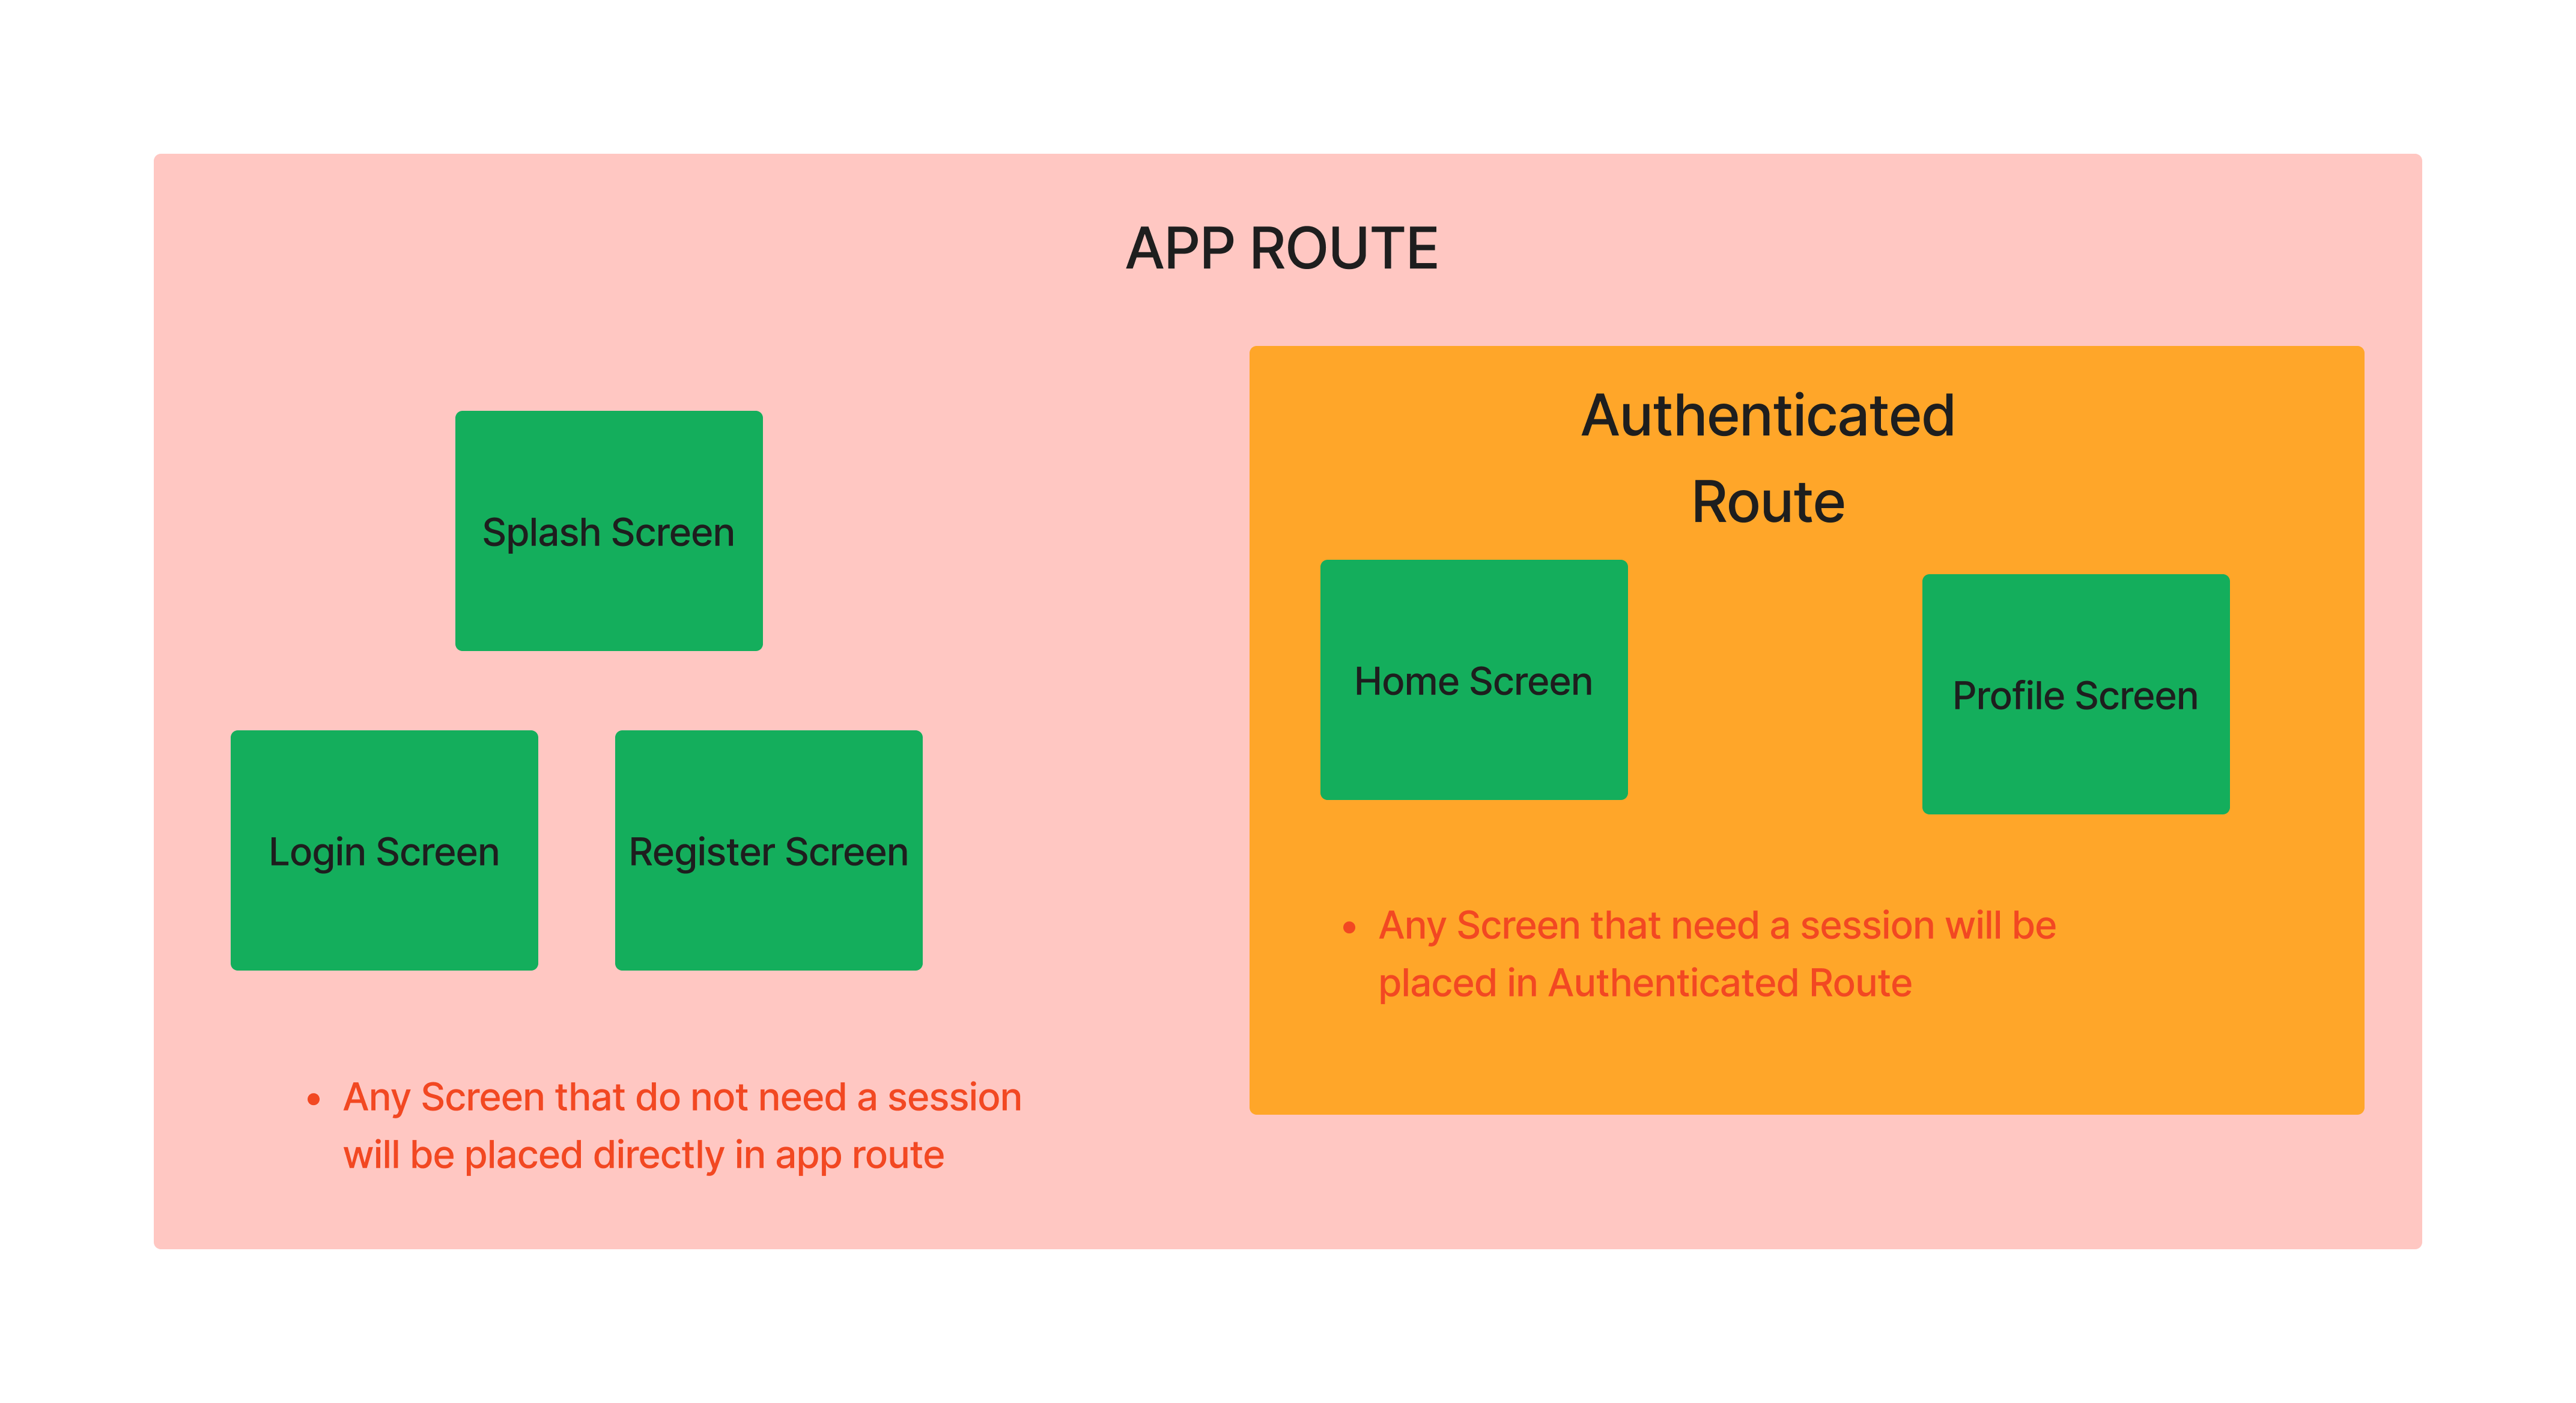 APP ROUTE
Splash Screen
Login Screen
Register Screen
• Any Screen that do not need a session
will be placed directly in app route
Authenticated
Route
Home Screen
Profile Screen
• Any Screen that need a session will be
placed in Authenticated Route